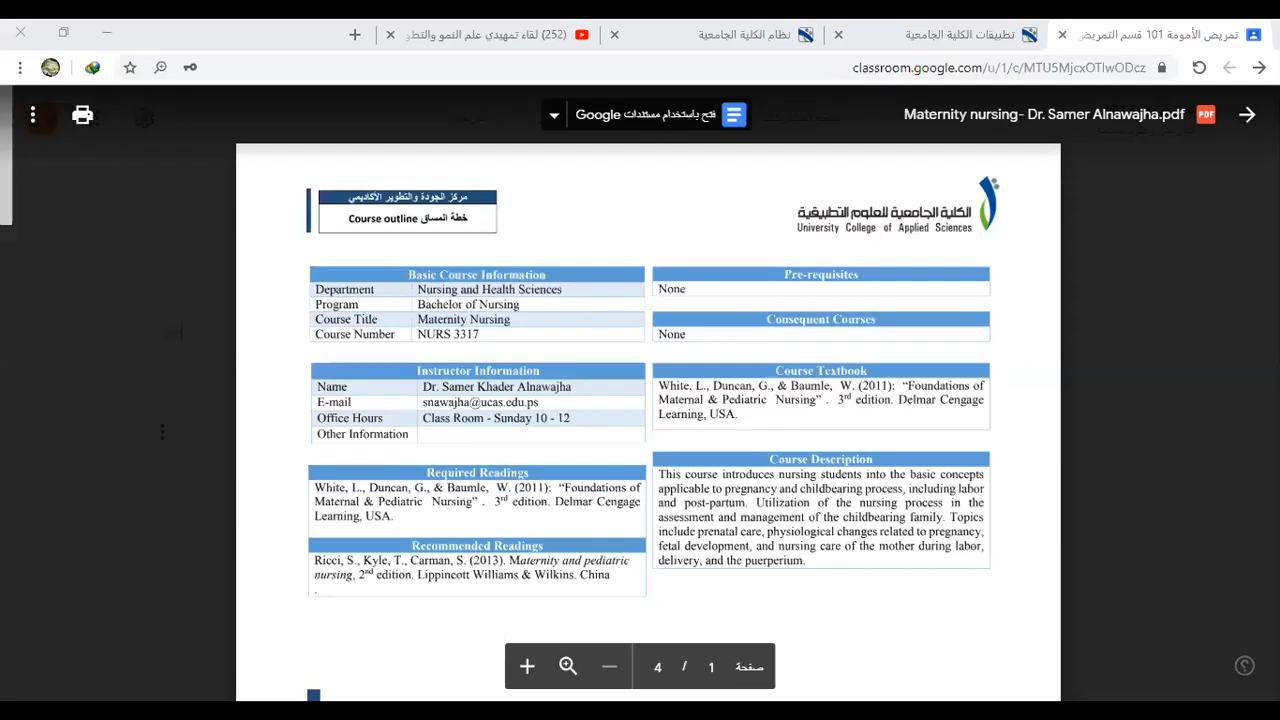 تمريض الأمومة 101 قسم التمريض
تطبيقات الكلية الجامعية
نظام الكلية الجامعية
(252) لقاء تمهيدي علم النمو والتطو
classroom.google.com/u/1/c/MTU5MjcxOTIwODcz
Maternity nursing- Dr. Samer Alnawajha.pdf
PDF
فتح باستخدام مستندات Google
مركز الجودة والتطوير الأكاديمي
خطة المساق Course outline
الكلية الجامعية للعلوم التطبيقية
University College of Applied Sciences
Basic Course Information
Department Nursing and Health Sciences
Program Bachelor of Nursing
Course Title Maternity Nursing
Course Number NURS 3317
Pre-requisites
None
Consequent Courses
None
Instructor Information
Name Dr. Samer Khader Alnawajha
E-mail snawajha@ucas.edu.ps
Office Hours Class Room - Sunday 10 - 12
Other Information
Course Textbook
White, L., Duncan, G., & Baumle, W. (2011): “Foundations of
Maternal & Pediatric Nursing” . 3rd edition. Delmar Cengage
Learning, USA.
Required Readings
White, L., Duncan, G., & Baumle, W. (2011): “Foundations of
Maternal & Pediatric Nursing” . 3rd edition. Delmar Cengage
Learning, USA.
Recommended Readings
Ricci, S., Kyle, T., Carman, S. (2013). Maternity and pediatric
nursing, 2nd edition. Lippincott Williams & Wilkins. China
.
Course Description
This course introduces nursing students into the basic concepts
applicable to pregnancy and childbearing process, including labor
and post-partum. Utilization of the nursing process in the
assessment and management of the childbearing family. Topics
include prenatal care, physiological changes related to pregnancy,
fetal development, and nursing care of the mother during labor,
delivery, and the puerperium.
صفحة 1 / 4